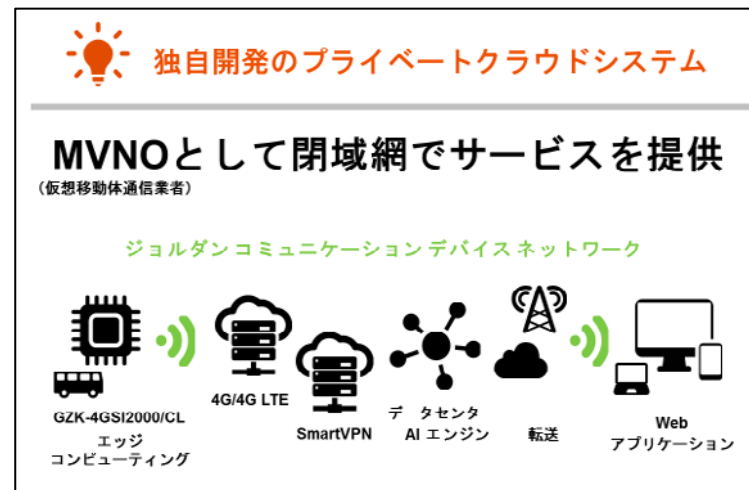 独自開発のプライベートクラウドシステム
MVNOとして閉域網でサービスを提供
（仮想移動体通信業者）
ジョルダンコミュニケーションデバイスネットワーク
GZK-4GSI2000/CL
エッジ
コンピューティング
4G/4G LTE
SmartVPN
データセンタ
AI エンジン
転送
Web
アプリケーション